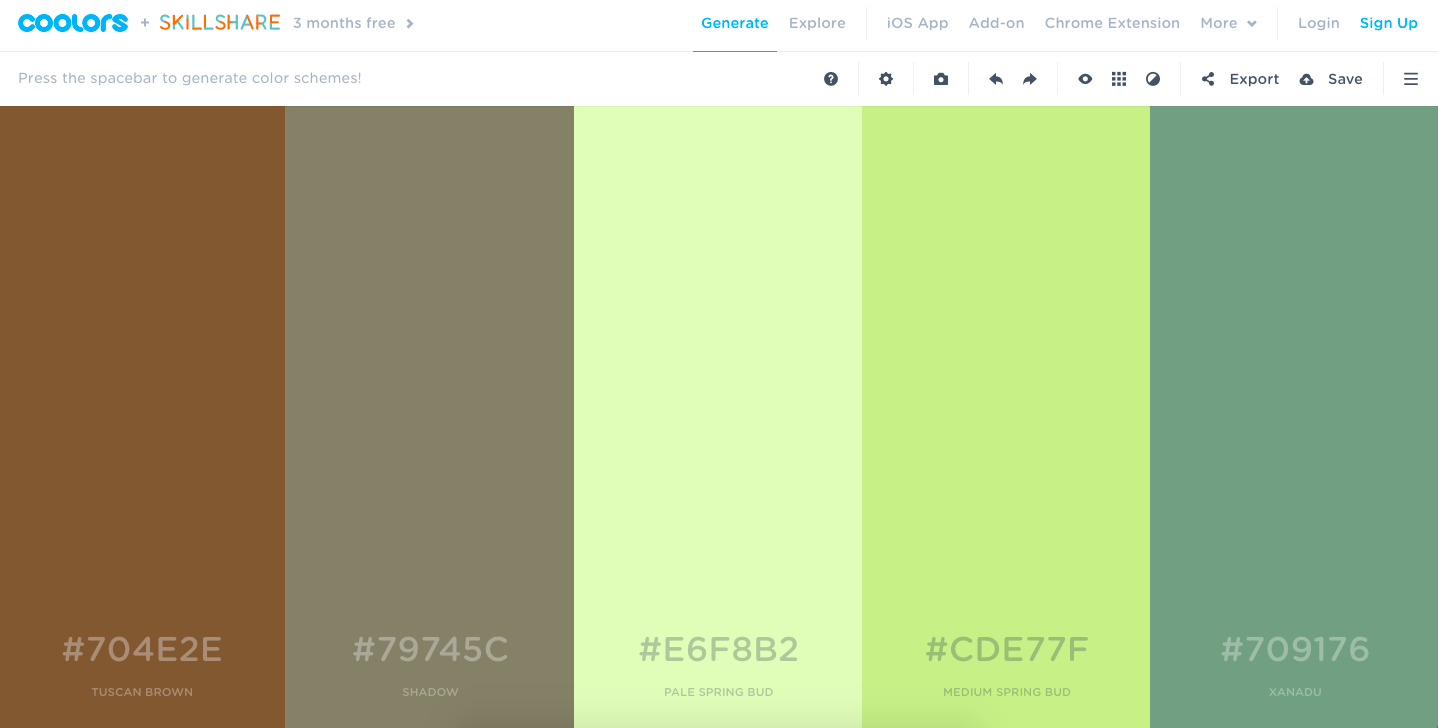 coolors + SKILLSHARE 3 months free
Generate Explore iOS App Add-on Chrome Extension More Login Sign Up
Press the spacebar to generate color schemes!
Export Save
#704E2E #79745C #E6F8B2 #CDE77F #709176
TUSCAN BROWN SHADOW PALE SPRING BUD MEDIUM SPRING BUD XANADU